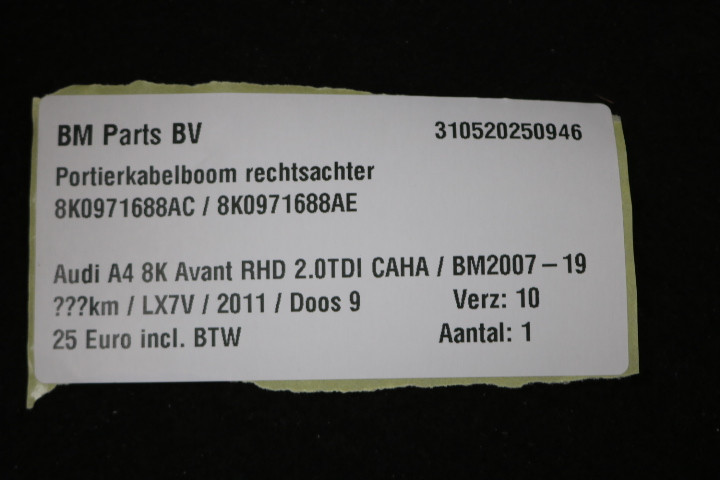 BM Parts BV 310520250946
Portierkabelboom rechtsachter
8K0971688AC / 8K0971688AE
Audi A4 8K Avant RHD 2.0TDI CAHA / BM2007 – 19
???km / LX7V / 2011 / Doos 9 Verz: 10
25 Euro incl. BTW Aantal: 1